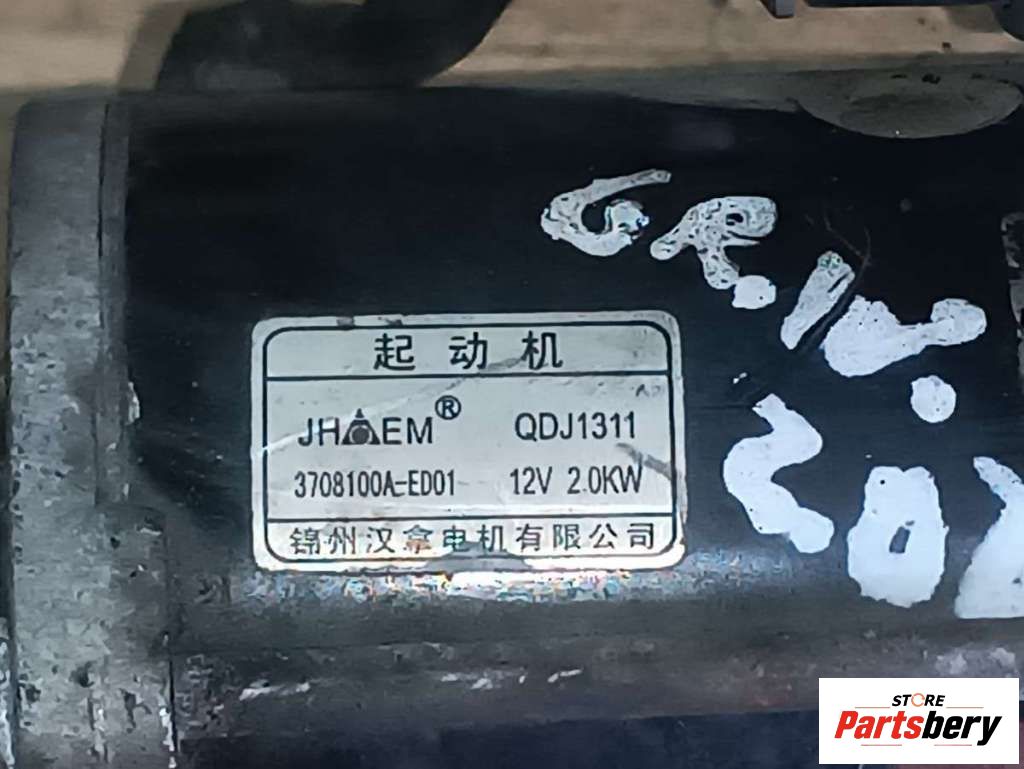 起动机
JHAEM® QDJ1311
3708100A-ED01 12V 2.0KW
锦州汉拿电机有限公司
STORE
Partsbery